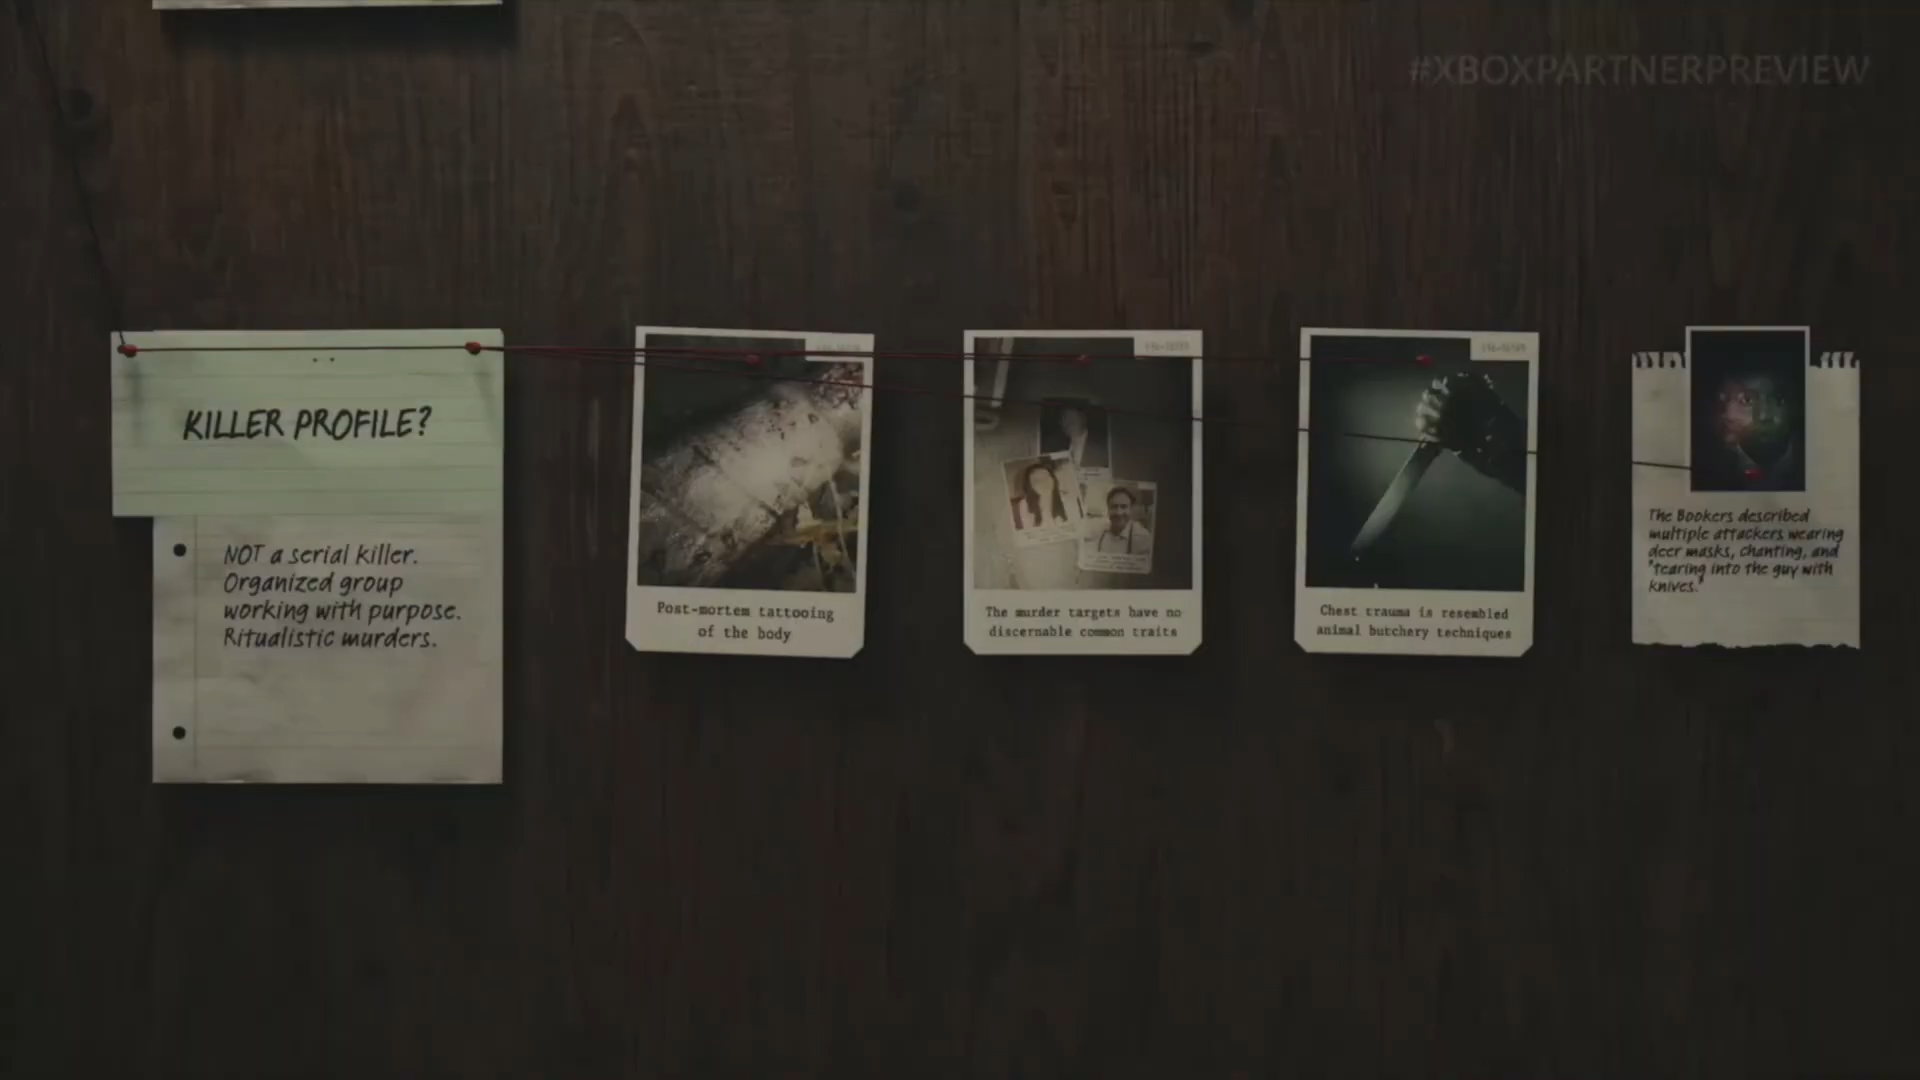 #XBOXPARTNERPREVIEW
KILLER PROFILE?
NOT a serial killer.
Organized group
working with purpose.
Ritualistic murders.
Post-mortem tattooing
of the body
The murder targets have no
discernable common traits
Chest trauma is resembled
animal butchery techniques
The Bookers described
multiple attackers wearing
deer masks, chanting, and
"tearing into the guy with
knives."